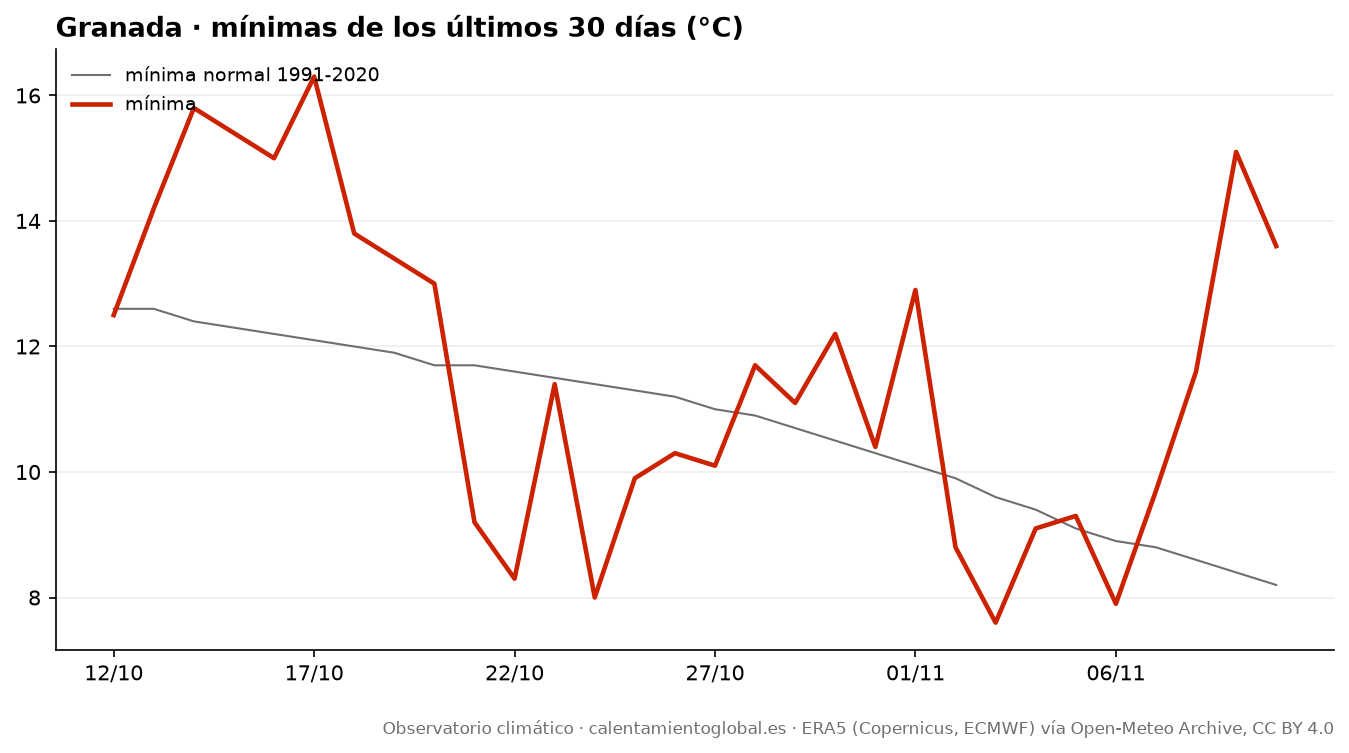 Granada · mínimas de los últimos 30 días (°C)
mínima normal 1991-2020
mínima
16
14
12
10
8
12/10
17/10
22/10
27/10
01/11
06/11
Observatorio climático · calentamientoglobal.es · ERA5 (Copernicus, ECMWF) vía Open-Meteo Archive, CC BY 4.0